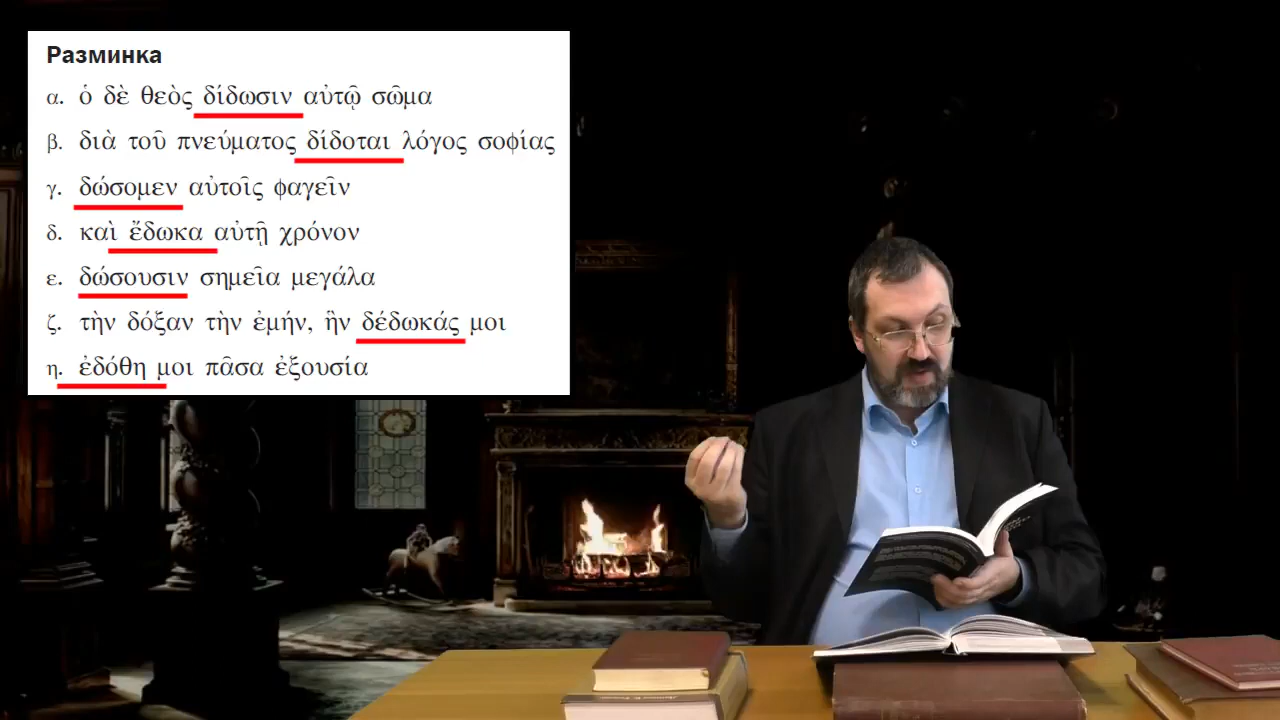 Разминка
α. ὁ δὲ θεὸς δίδωσιν αὐτῷ σῶμα
β. διὰ τοῦ πνεύματος δίδοται λόγος σοφίας
γ. δώσομεν αὐτοῖς φαγεῖν
δ. καὶ ἔδωκα αὐτῇ χρόνον
ε. δώσουσιν σημεῖα μεγάλα
ζ. τὴν δόξαν τὴν ἐμήν, ἣν δέδωκάς μοι
η. ἐδόθη μοι πᾶσα ἐξουσία